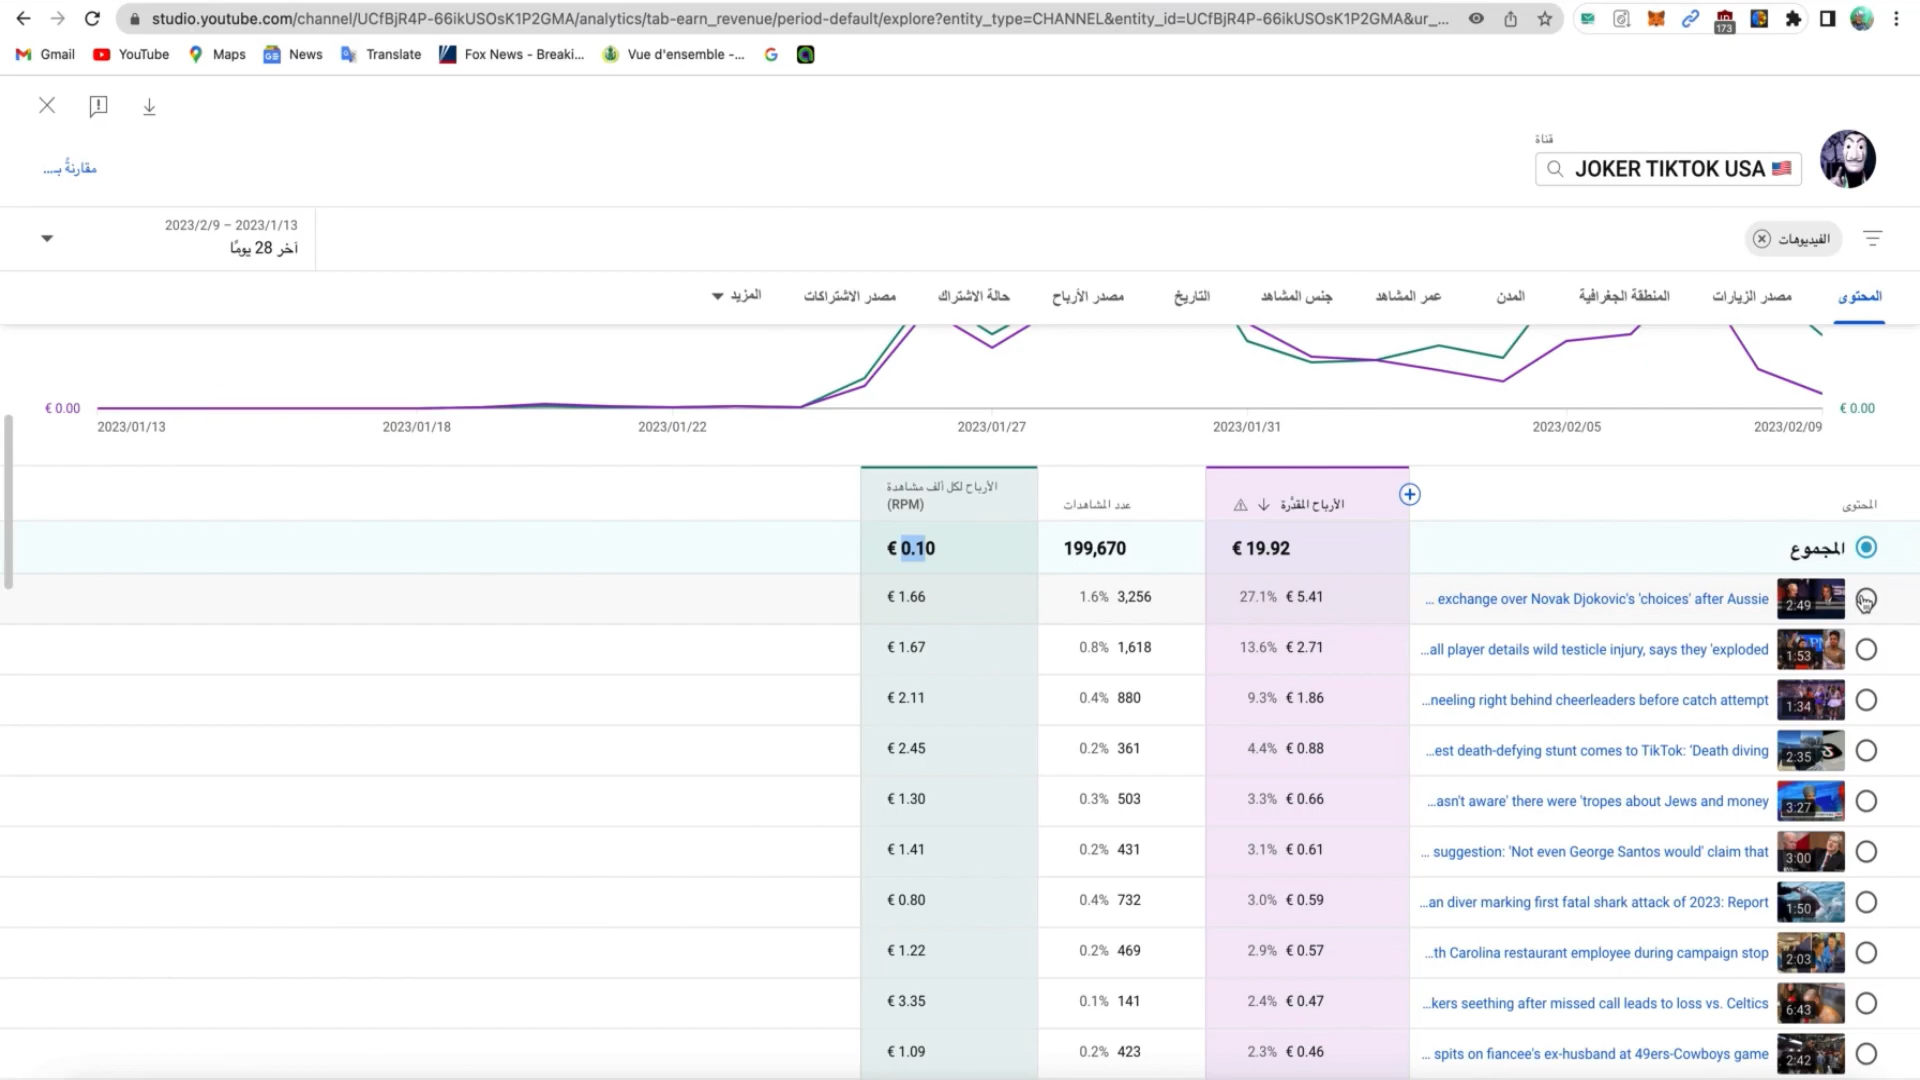 studio.youtube.com/channel/UCfBjR4P-66ikUSOsK1P2GMA/analytics/tab-earn_revenue/period-default/explore?entity_type=CHANNEL&entity_id=UCfBjR4P-66ikUSOsK1P2GMA&ur_...
173
Gmail YouTube Maps News Translate Fox News - Breaki... Vue d'ensemble -...
قناة
JOKER TIKTOK USA 🇺🇸
مقارنةً بـ...
2023/2/9 – 2023/1/13
آخر 28 يومًا
الفيديوهات
المحتوى مصدر الزيارات المنطقة الجغرافية المدن عمر المشاهد جنس المشاهد التاريخ مصدر الأرباح حالة الاشتراك مصدر الاشتراكات المزيد
€ 0.00 € 0.00
2023/01/13 2023/01/18 2023/01/22 2023/01/27 2023/01/31 2023/02/05 2023/02/09
المحتوى الأرباح المقدَّرة عدد المشاهدات الأرباح لكل ألف مشاهدة
(RPM)
المجموع € 19.92 199,670 € 0.10
€ 1.66 1.6% 3,256 27.1% € 5.41 ... exchange over Novak Djokovic's 'choices' after Aussie 2:49
€ 1.67 0.8% 1,618 13.6% € 2.71 ...all player details wild testicle injury, says they 'exploded 1:53
€ 2.11 0.4% 880 9.3% € 1.86 ...neeling right behind cheerleaders before catch attempt 1:34
€ 2.45 0.2% 361 4.4% € 0.88 ...est death-defying stunt comes to TikTok: 'Death diving 2:35
€ 1.30 0.3% 503 3.3% € 0.66 ...asn't aware' there were 'tropes about Jews and money 3:27
€ 1.41 0.2% 431 3.1% € 0.61 ... suggestion: 'Not even George Santos would' claim that 3:00
€ 0.80 0.4% 732 3.0% € 0.59 ...an diver marking first fatal shark attack of 2023: Report 1:50
€ 1.22 0.2% 469 2.9% € 0.57 ...th Carolina restaurant employee during campaign stop 2:03
€ 3.35 0.1% 141 2.4% € 0.47 ...kers seething after missed call leads to loss vs. Celtics 6:43
€ 1.09 0.2% 423 2.3% € 0.46 ... spits on fiancee's ex-husband at 49ers-Cowboys game 2:42